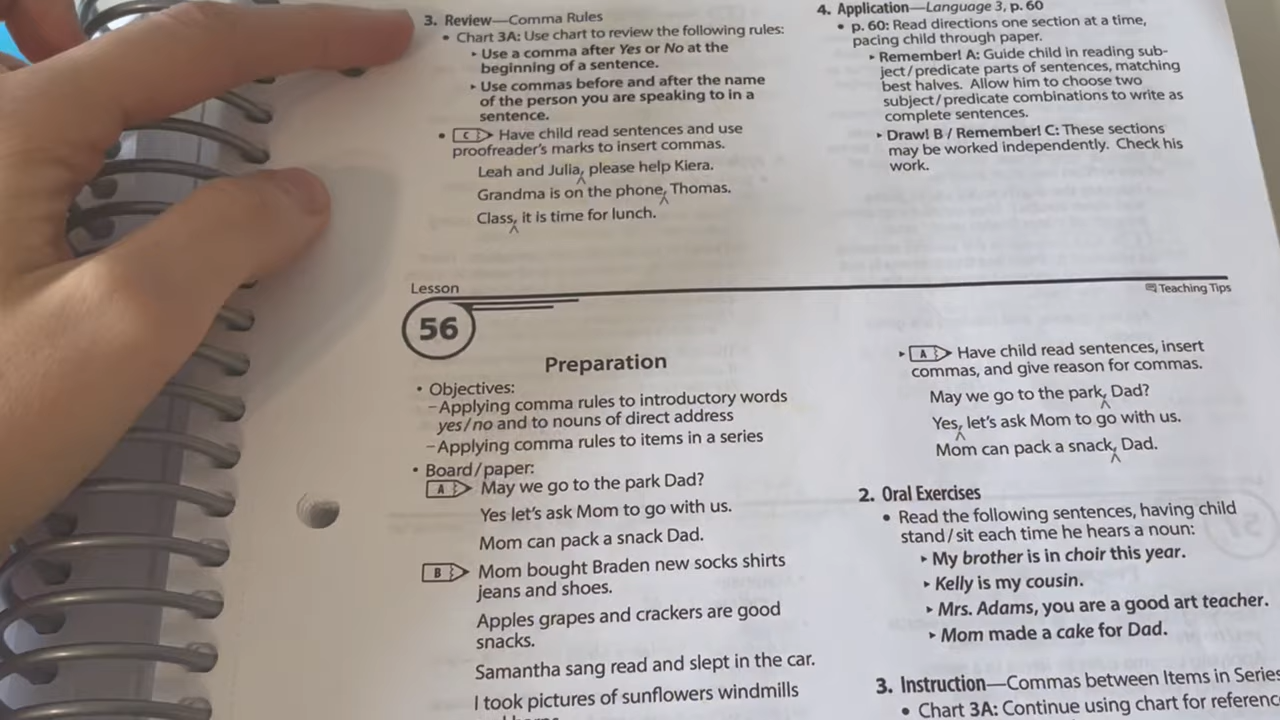 3. Review—Comma Rules
• Chart 3A: Use chart to review the following rules:
▸ Use a comma after Yes or No at the
beginning of a sentence.
▸ Use commas before and after the name
of the person you are speaking to in a
sentence.
• C Have child read sentences and use
proofreader's marks to insert commas.
Leah and Julia, please help Kiera.
Grandma is on the phone, Thomas.
Class, it is time for lunch.
4. Application—Language 3, p. 60
• p. 60: Read directions one section at a time,
pacing child through paper.
▸ Remember! A: Guide child in reading sub-
ject/predicate parts of sentences, matching
best halves. Allow him to choose two
subject/predicate combinations to write as
complete sentences.
▸ Draw! B / Remember! C: These sections
may be worked independently. Check his
work.
Lesson
56
Teaching Tips
Preparation
• Objectives:
–Applying comma rules to introductory words
yes/no and to nouns of direct address
–Applying comma rules to items in a series
• Board/paper:
A May we go to the park Dad?
Yes let's ask Mom to go with us.
Mom can pack a snack Dad.
B Mom bought Braden new socks shirts
jeans and shoes.
Apples grapes and crackers are good
snacks.
Samantha sang read and slept in the car.
I took pictures of sunflowers windmills
▸ A Have child read sentences, insert
commas, and give reason for commas.
May we go to the park, Dad?
Yes, let's ask Mom to go with us.
Mom can pack a snack, Dad.
2. Oral Exercises
• Read the following sentences, having child
stand/sit each time he hears a noun:
▸ My brother is in choir this year.
▸ Kelly is my cousin.
▸ Mrs. Adams, you are a good art teacher.
▸ Mom made a cake for Dad.
3. Instruction—Commas between Items in Series
• Chart 3A: Continue using chart for